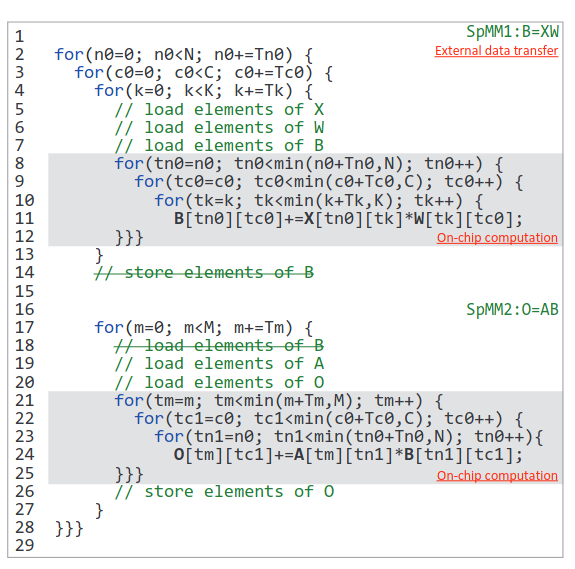 1 SpMM1:B=XW
2 for(n0=0; n0<N; n0+=Tn0) { External data transfer
3 for(c0=0; c0<C; c0+=Tc0) {
4 for(k=0; k<K; k+=Tk) {
5 // load elements of X
6 // load elements of W
7 // load elements of B
8 for(tn0=n0; tn0<min(n0+Tn0,N); tn0++) {
9 for(tc0=c0; tc0<min(c0+Tc0,C); tc0++) {
10 for(tk=k; tk<min(k+Tk,K); tk++) {
11 B[tn0][tc0]+=X[tn0][tk]*W[tk][tc0];
12 }}} On-chip computation
13 }
14 // store elements of B
15
16 SpMM2:O=AB
17 for(m=0; m<M; m+=Tm) {
18 // load elements of B
19 // load elements of A
20 // load elements of O
21 for(tm=m; tm<min(m+Tm,M); tm++) {
22 for(tc1=c0; tc1<min(c0+Tc0,C); tc0++) {
23 for(tn1=n0; tn1<min(tn0+Tn0,N); tn0++){
24 O[tm][tc1]+=A[tm][tn1]*B[tn1][tc1];
25 }}} On-chip computation
26 // store elements of O
27 }
28 }}}
29